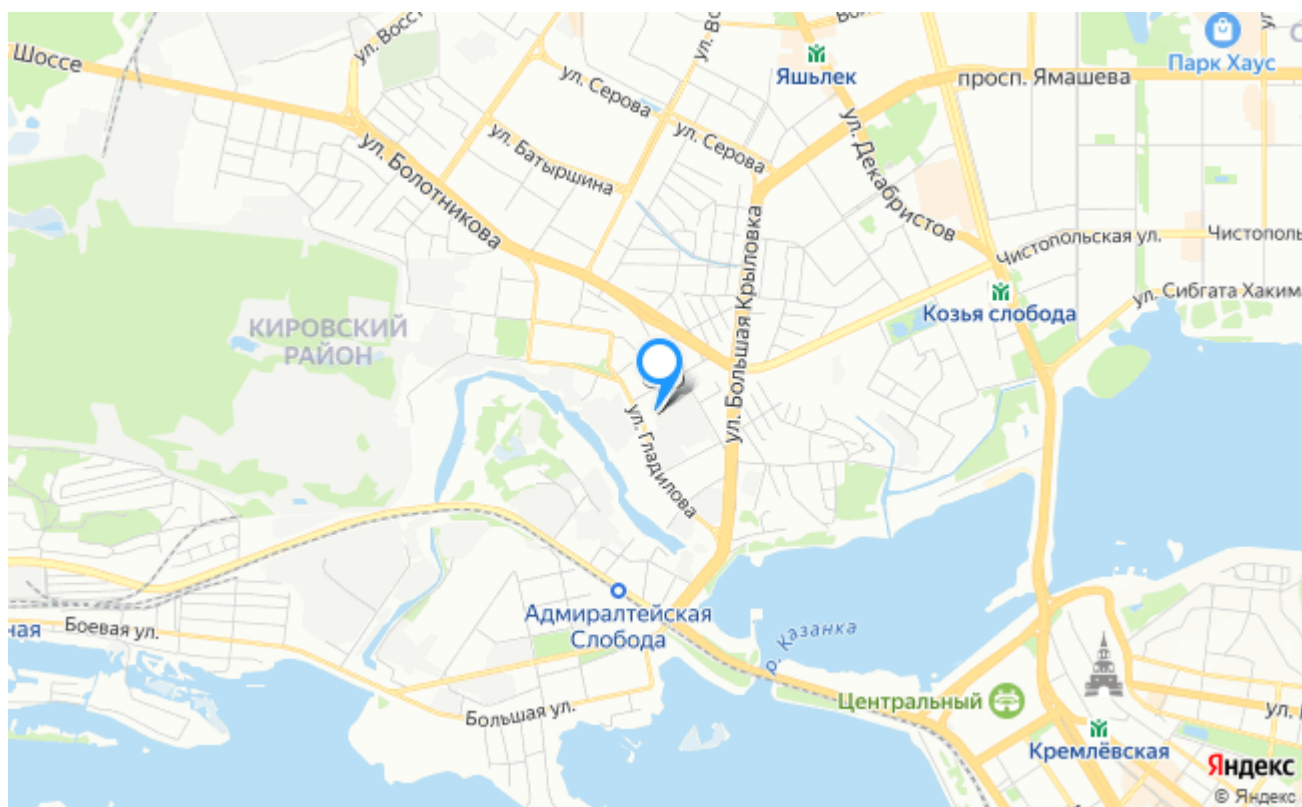 ул. Восст
ул. Во
Шоссе
Яшьлек
Парк Хаус
просп. Ямашева
ул. Серова
ул. Серова
ул. Батыршина
ул. Болотникова
ул. Декабристов
Чистопольская ул.
Чистополь
ул. Большая Крыловка
ул. Сибгата Хаким
Козья слобода
КИРОВСКИЙ
РАЙОН
ул. Гладилова
Адмиралтейская
Слобода
ная
Боевая ул.
р. Казанка
Большая ул.
Центральный
ул.
Кремлёвская
Яндекс
© Яндекс